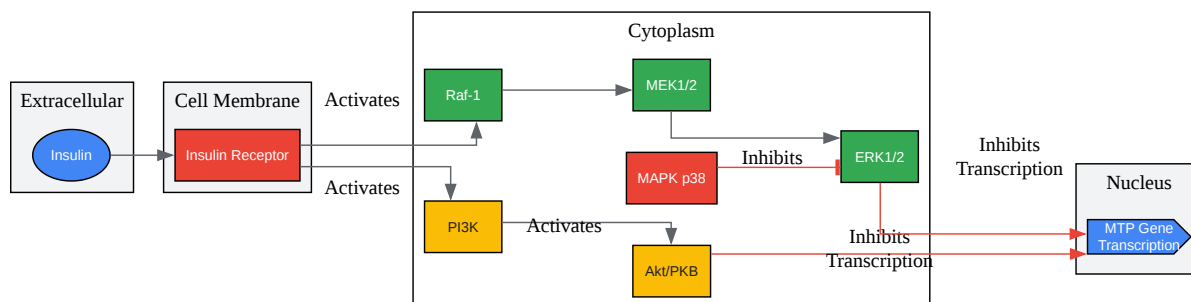 Cytoplasm
Extracellular
Cell Membrane
Activates
Raf-1
MEK1/2
Insulin
Insulin Receptor
Inhibits
ERK1/2
Inhibits
Transcription
MAPK p38
Activates
Nucleus
PI3K
Activates
Inhibits
Transcription
MTP Gene
Transcription
Akt/PKB